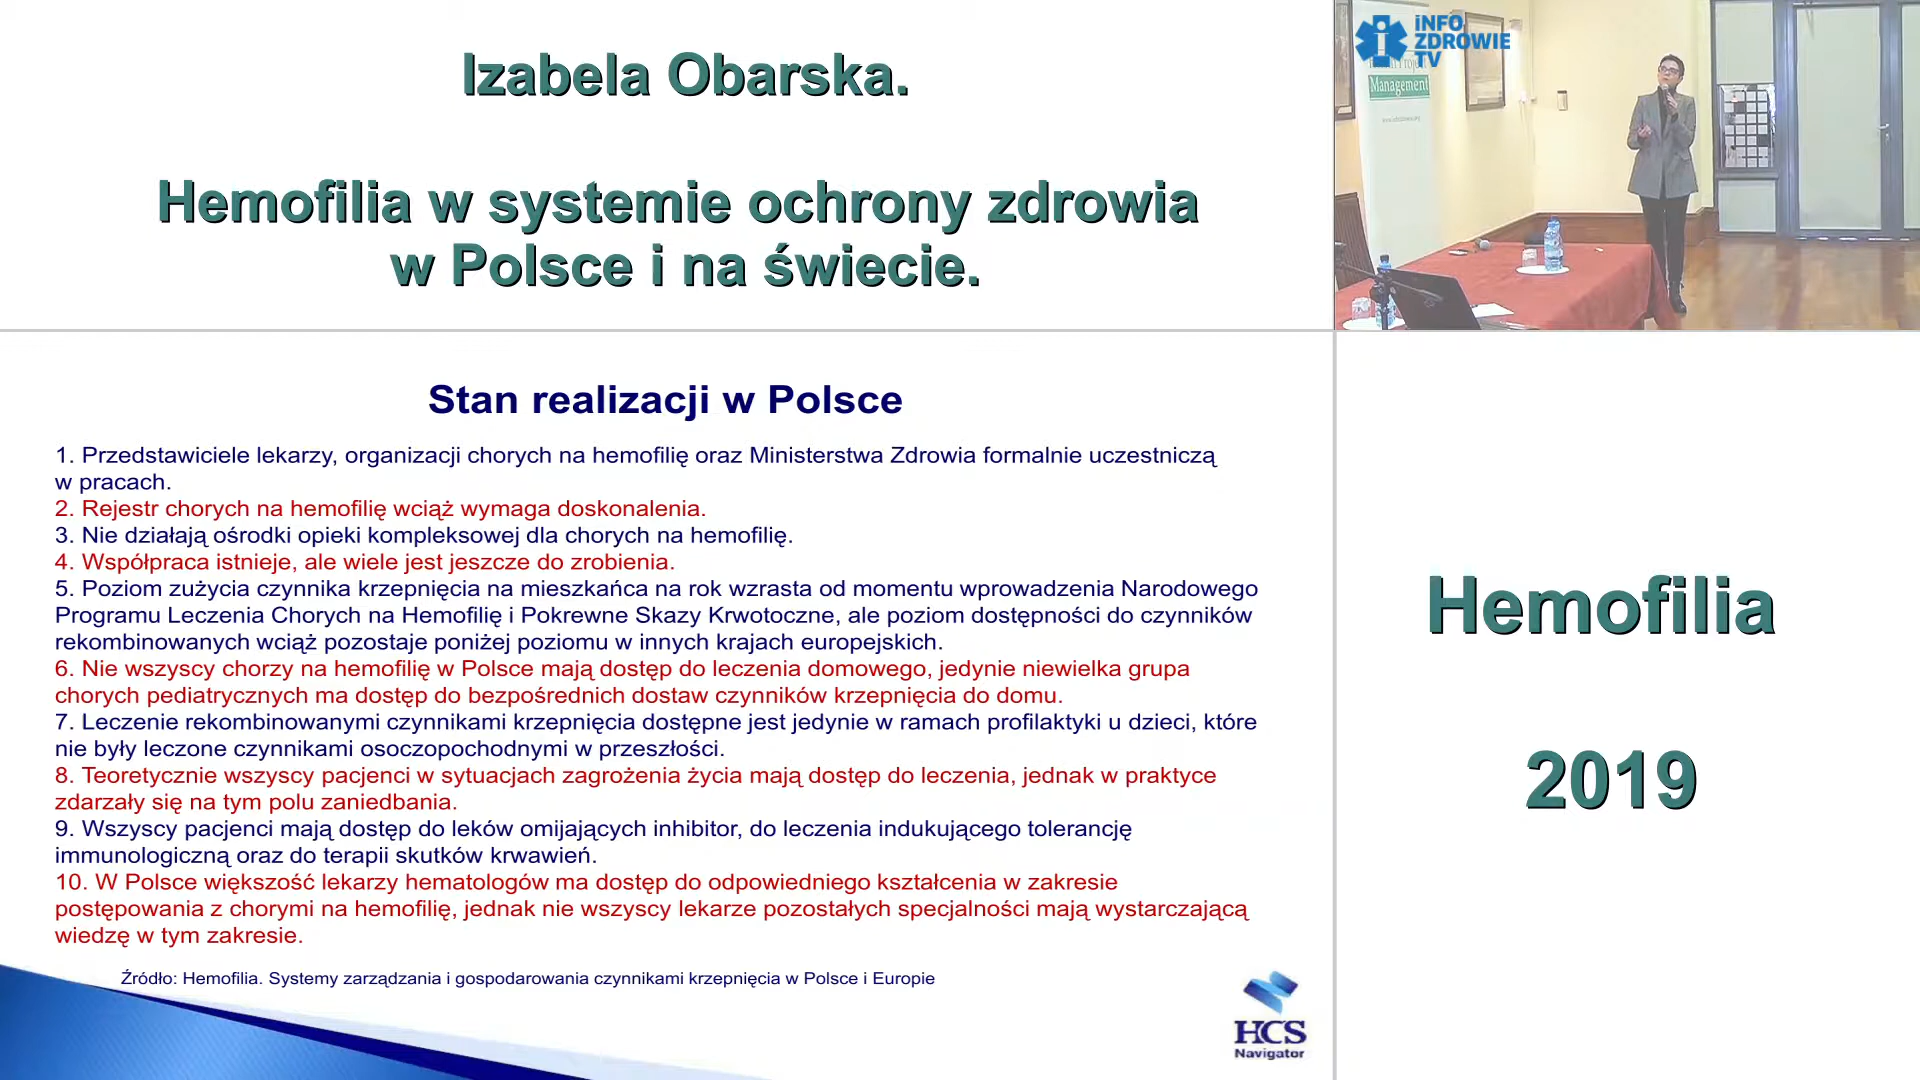 Izabela Obarska.
Hemofilia w systemie ochrony zdrowia
w Polsce i na świecie.
iNFO
ZDROWIE
TV
Management
Stan realizacji w Polsce
1. Przedstawiciele lekarzy, organizacji chorych na hemofilię oraz Ministerstwa Zdrowia formalnie uczestniczą
w pracach.
2. Rejestr chorych na hemofilię wciąż wymaga doskonalenia.
3. Nie działają ośrodki opieki kompleksowej dla chorych na hemofilię.
4. Współpraca istnieje, ale wiele jest jeszcze do zrobienia.
5. Poziom zużycia czynnika krzepnięcia na mieszkańca na rok wzrasta od momentu wprowadzenia Narodowego
Programu Leczenia Chorych na Hemofilię i Pokrewne Skazy Krwotoczne, ale poziom dostępności do czynników
rekombinowanych wciąż pozostaje poniżej poziomu w innych krajach europejskich.
6. Nie wszyscy chorzy na hemofilię w Polsce mają dostęp do leczenia domowego, jedynie niewielka grupa
chorych pediatrycznych ma dostęp do bezpośrednich dostaw czynników krzepnięcia do domu.
7. Leczenie rekombinowanymi czynnikami krzepnięcia dostępne jest jedynie w ramach profilaktyki u dzieci, które
nie były leczone czynnikami osoczopochodnymi w przeszłości.
8. Teoretycznie wszyscy pacjenci w sytuacjach zagrożenia życia mają dostęp do leczenia, jednak w praktyce
zdarzały się na tym polu zaniedbania.
9. Wszyscy pacjenci mają dostęp do leków omijających inhibitor, do leczenia indukującego tolerancję
immunologiczną oraz do terapii skutków krwawień.
10. W Polsce większość lekarzy hematologów ma dostęp do odpowiedniego kształcenia w zakresie
postępowania z chorymi na hemofilię, jednak nie wszyscy lekarze pozostałych specjalności mają wystarczającą
wiedzę w tym zakresie.
Źródło: Hemofilia. Systemy zarządzania i gospodarowania czynnikami krzepnięcia w Polsce i Europie
HCS
Navigator
Hemofilia
2019